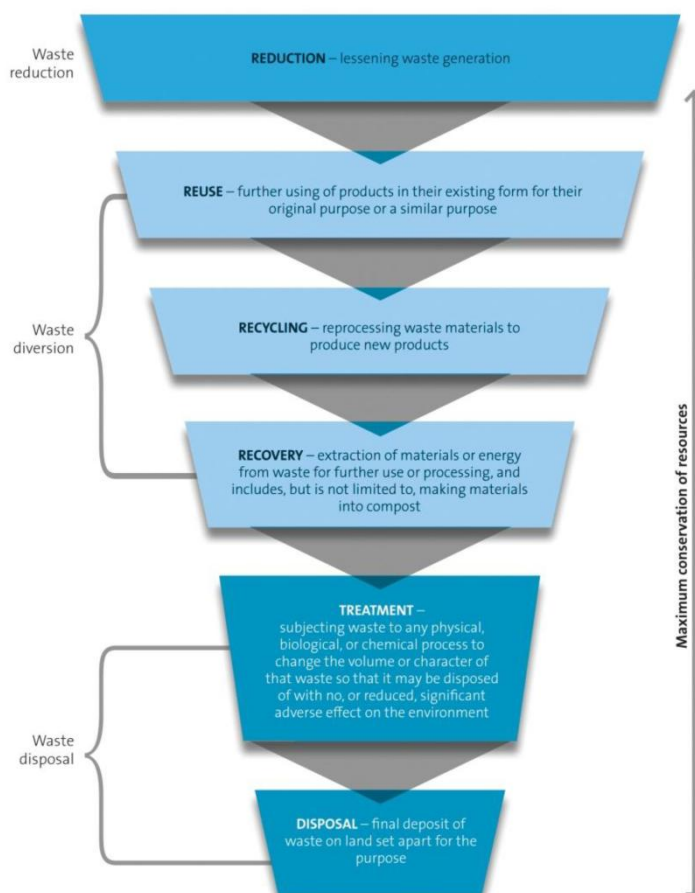 Waste
reduction
REDUCTION – lessening waste generation
REUSE – further using of products in their existing form for their
original purpose or a similar purpose
Waste
diversion
RECYCLING – reprocessing waste materials to
produce new products
RECOVERY – extraction of materials or energy
from waste for further use or processing, and
includes, but is not limited to, making materials
into compost
Waste
disposal
TREATMENT –
subjecting waste to any physical,
biological, or chemical process to
change the volume or character of
that waste so that it may be disposed
of with no, or reduced, significant
adverse effect on the environment
DISPOSAL – final deposit of
waste on land set apart for the
purpose
Maximum conservation of resources